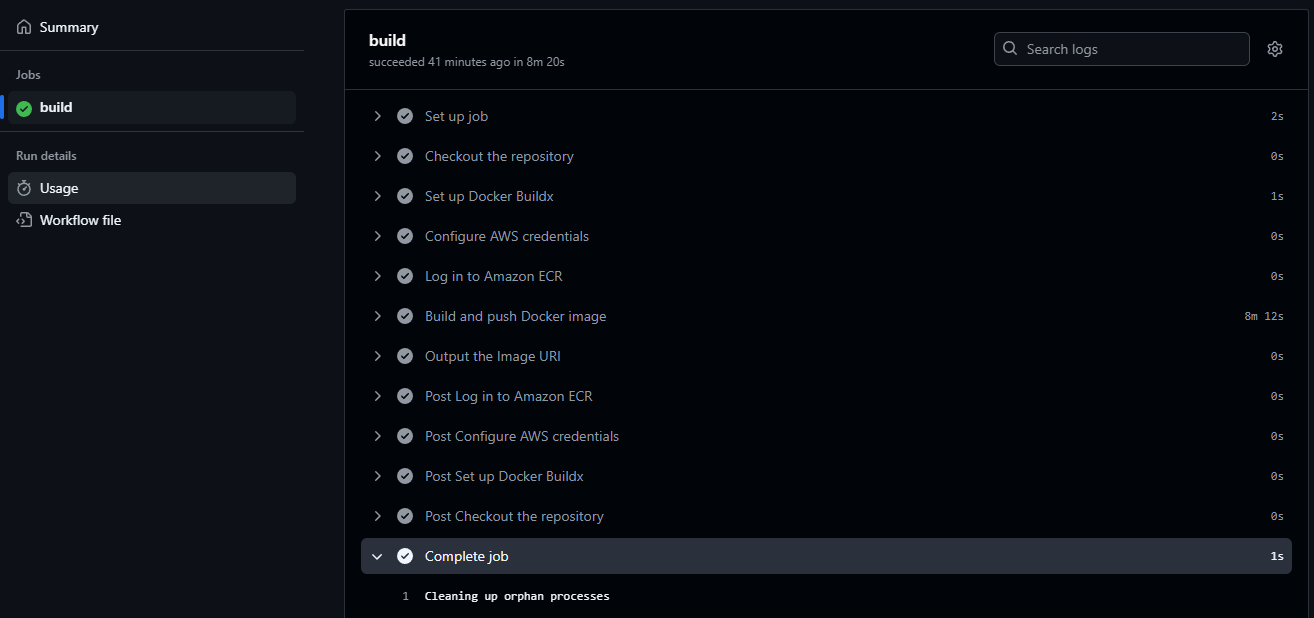 Summary
Jobs
build
Run details
Usage
Workflow file
build
succeeded 41 minutes ago in 8m 20s
Search logs
Set up job 2s
Checkout the repository 0s
Set up Docker Buildx 1s
Configure AWS credentials 0s
Log in to Amazon ECR 0s
Build and push Docker image 8m 12s
Output the Image URI 0s
Post Log in to Amazon ECR 0s
Post Configure AWS credentials 0s
Post Set up Docker Buildx 0s
Post Checkout the repository 0s
Complete job 1s
1 Cleaning up orphan processes